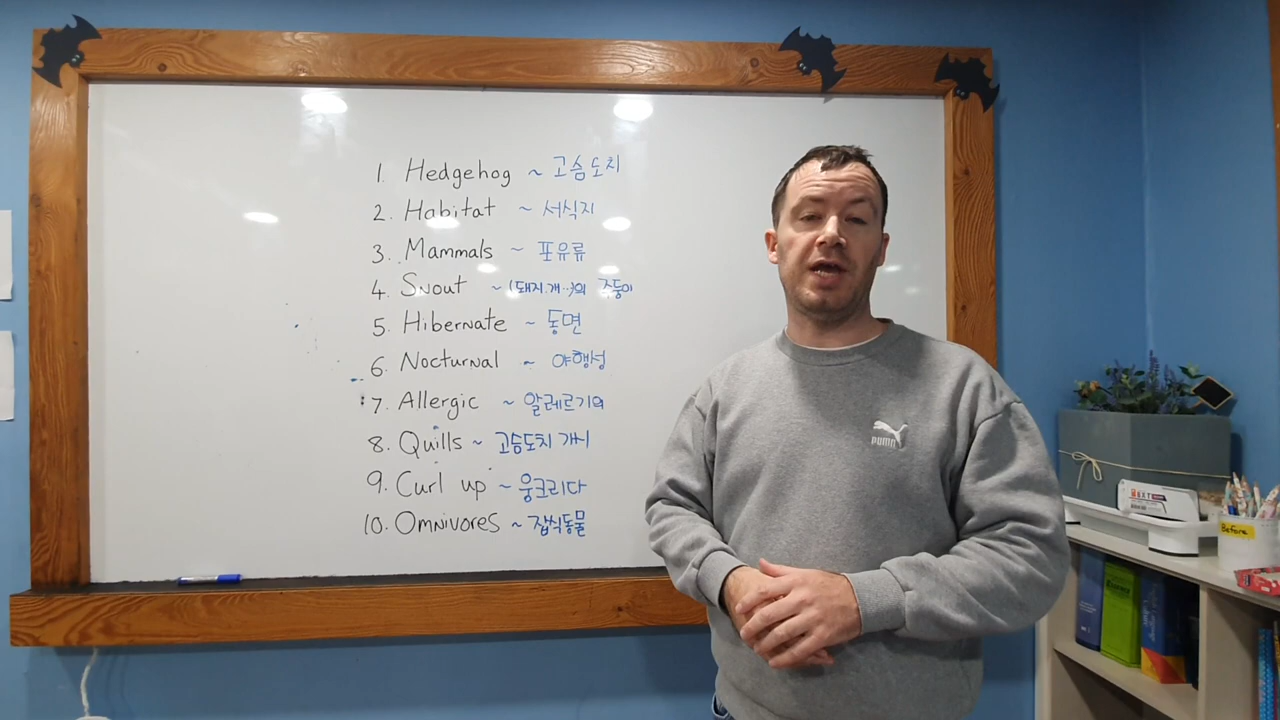 1. Hedgehog ~ 고슴도치
2. Habitat ~ 서식지
3. Mammals ~ 포유류
4. Snout ~ (돼지,개…)의 주둥이
5. Hibernate ~ 동면
6. Nocturnal ~ 야행성
7. Allergic ~ 알레르기의
8. Quills ~ 고슴도치 가시
9. Curl up ~ 웅크리다
10. Omnivores ~ 잡식동물
PUMA
Before